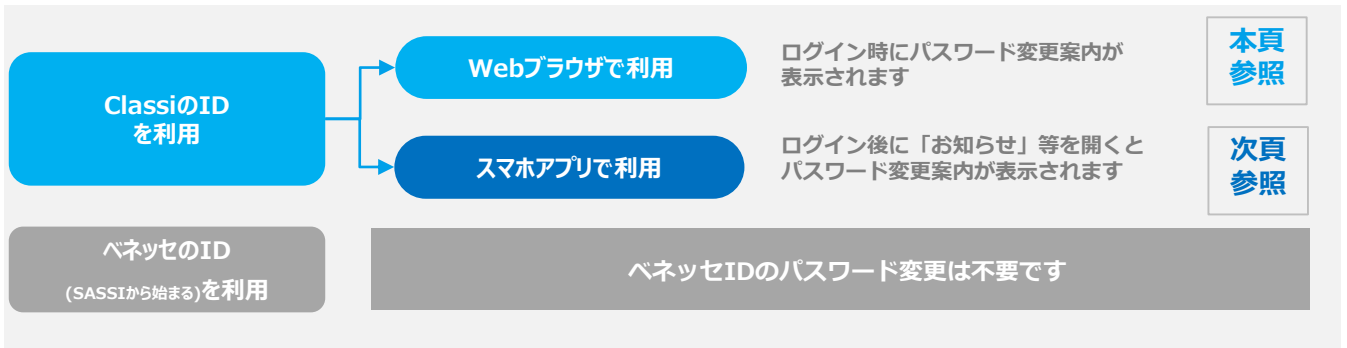 ClassiのID
を利用
Webブラウザで利用
ログイン時にパスワード変更案内が
表示されます
本頁
参照
スマホアプリで利用
ログイン後に「お知らせ」等を開くと
パスワード変更案内が表示されます
次頁
参照
ベネッセのID
(SASSIから始まる)を利用
ベネッセIDのパスワード変更は不要です